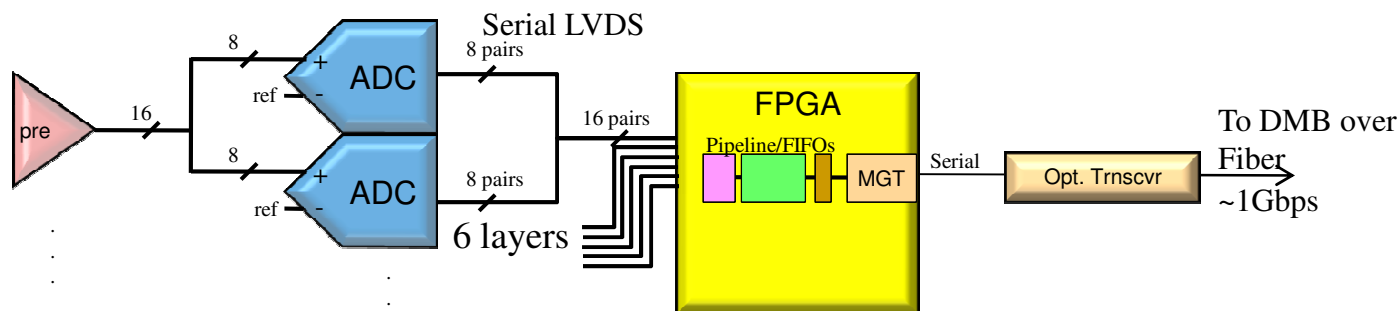 Serial LVDS
8
8 pairs
+
ADC
ref
-
pre
16
16 pairs
FPGA
Pipeline/FIFOs
MGT
Serial
Opt. Trnscvr
To DMB over
Fiber
~1Gbps
8
+
ADC
ref
-
8 pairs
6 layers